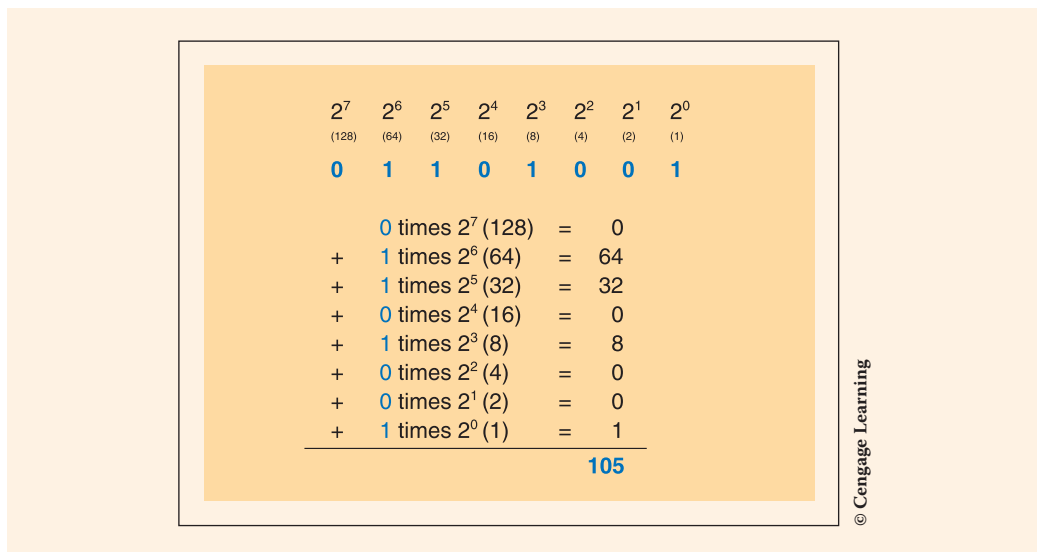 2⁷ 2⁶ 2⁵ 2⁴ 2³ 2² 2¹ 2⁰
(128) (64) (32) (16) (8) (4) (2) (1)
0 1 1 0 1 0 0 1
0 times 2⁷ (128) = 0
+ 1 times 2⁶ (64) = 64
+ 1 times 2⁵ (32) = 32
+ 0 times 2⁴ (16) = 0
+ 1 times 2³ (8) = 8
+ 0 times 2² (4) = 0
+ 0 times 2¹ (2) = 0
+ 1 times 2⁰ (1) = 1
105
© Cengage Learning